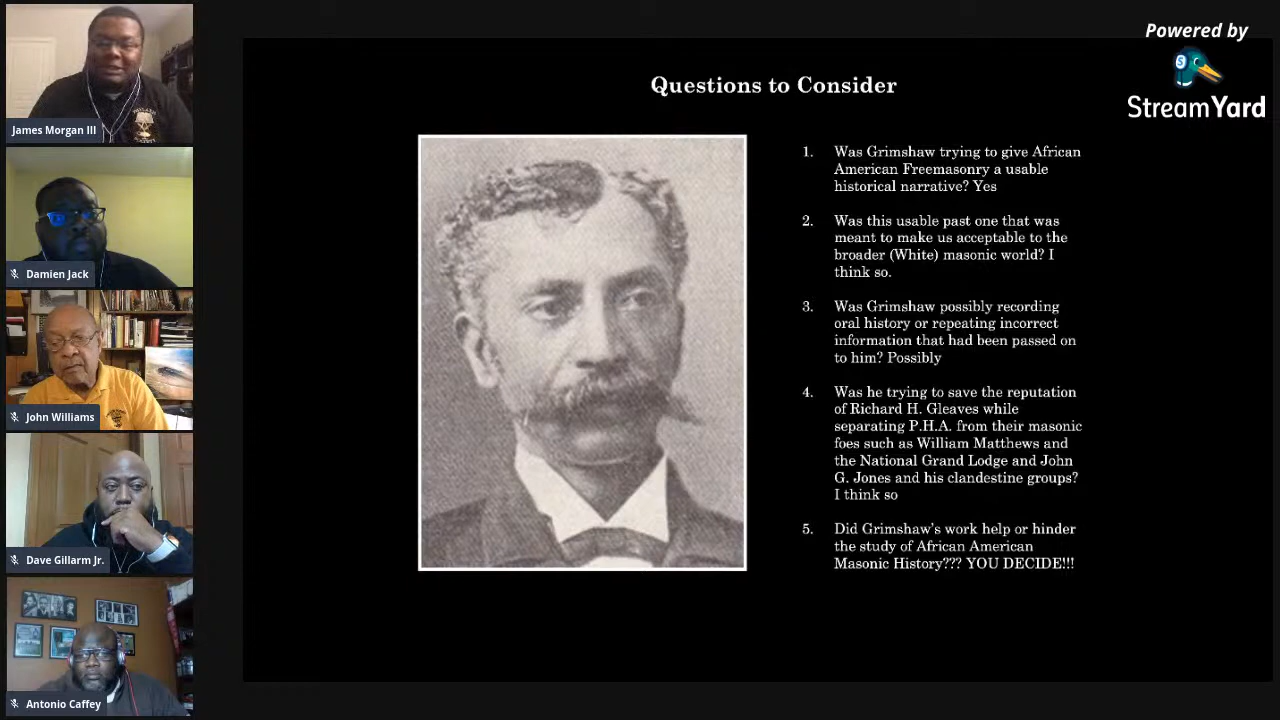 Powered by
StreamYard
James Morgan III
Damien Jack
John Williams
Dave Gillarm Jr.
Antonio Caffey
Questions to Consider
1. Was Grimshaw trying to give African
American Freemasonry a usable
historical narrative? Yes
2. Was this usable past one that was
meant to make us acceptable to the
broader (White) masonic world? I
think so.
3. Was Grimshaw possibly recording
oral history or repeating incorrect
information that had been passed on
to him? Possibly
4. Was he trying to save the reputation
of Richard H. Gleaves while
separating P.H.A. from their masonic
foes such as William Matthews and
the National Grand Lodge and John
G. Jones and his clandestine groups?
I think so
5. Did Grimshaw's work help or hinder
the study of African American
Masonic History??? YOU DECIDE!!!